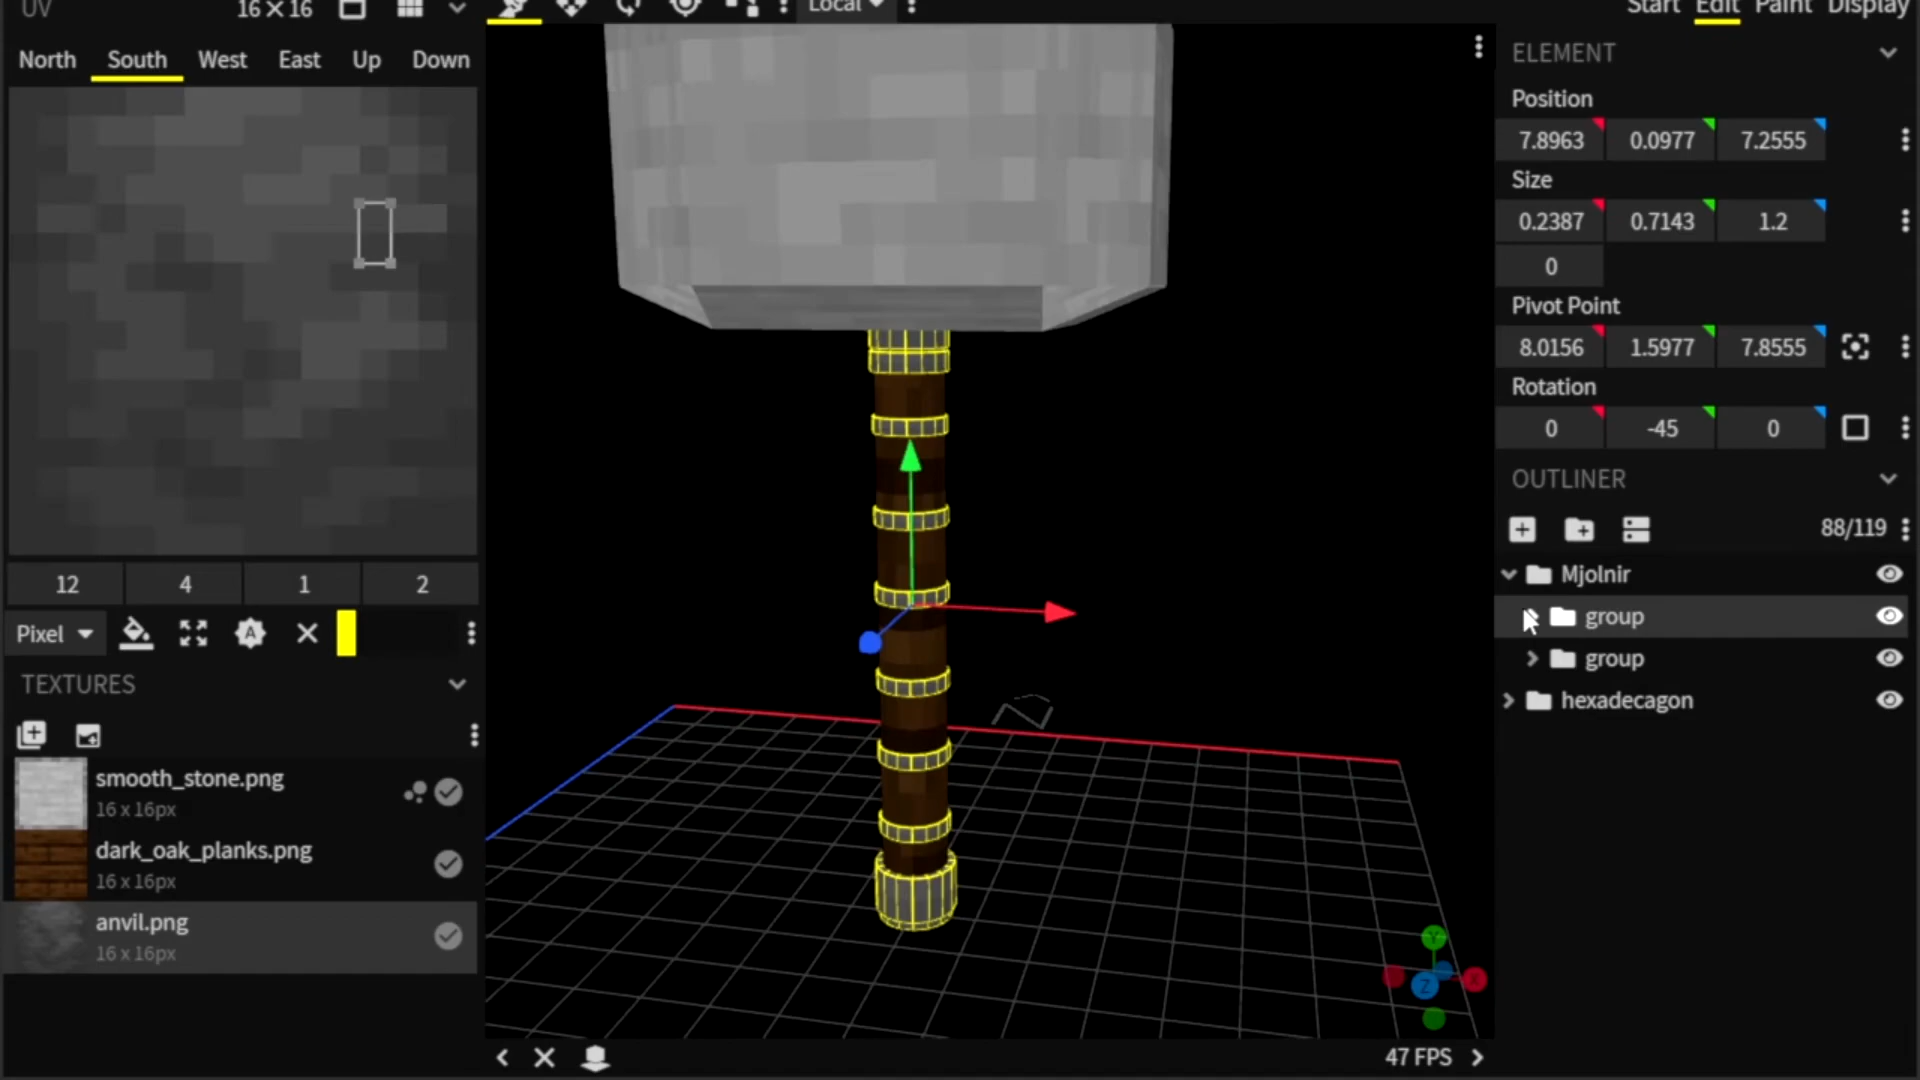 UV
16 × 16
Local
Start Edit Paint Display
North South West East Up Down
ELEMENT
Position
7.8963 0.0977 7.2555
Size
0.2387 0.7143 1.2
0
Pivot Point
8.0156 1.5977 7.8555
Rotation
0 -45 0
OUTLINER
88/119
Mjolnir
group
group
hexadecagon
12 4 1 2
Pixel
A
TEXTURES
smooth_stone.png
16 x 16px
dark_oak_planks.png
16 x 16px
anvil.png
16 x 16px
Y
X
Z
47 FPS